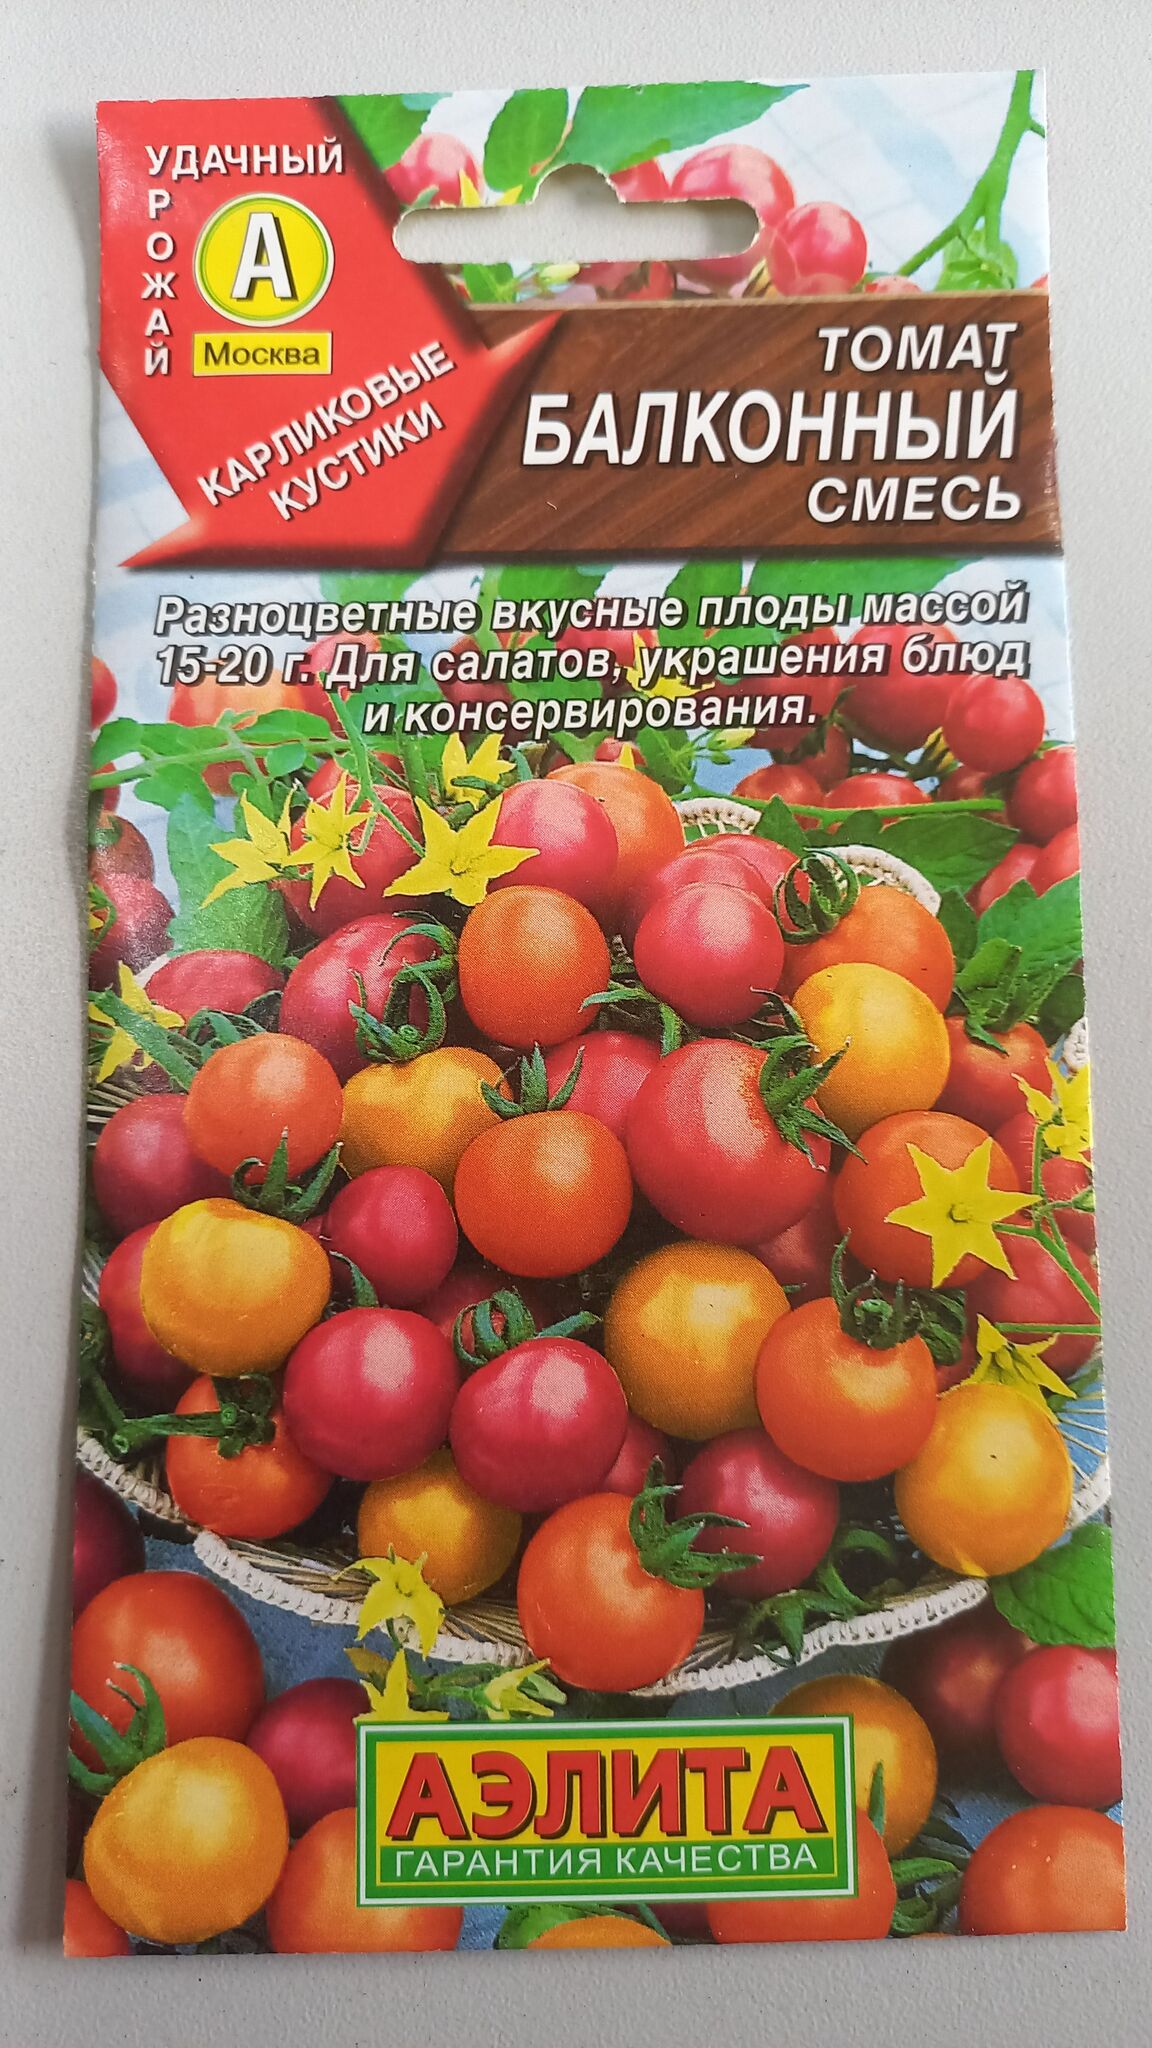 УДАЧНЫЙ
УРОЖАЙ
А
Москва
КАРЛИКОВЫЕ
КУСТИКИ
ТОМАТ
БАЛКОННЫЙ
СМЕСЬ
Разноцветные вкусные плоды массой
15-20 г. Для салатов, украшения блюд
и консервирования.
АЭЛИТА
ГАРАНТИЯ КАЧЕСТВА